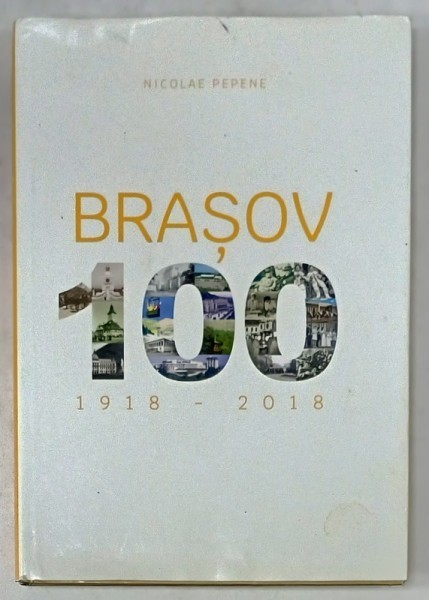 NICOLAE PEPENE
BRAȘOV
100
1918 - 2018